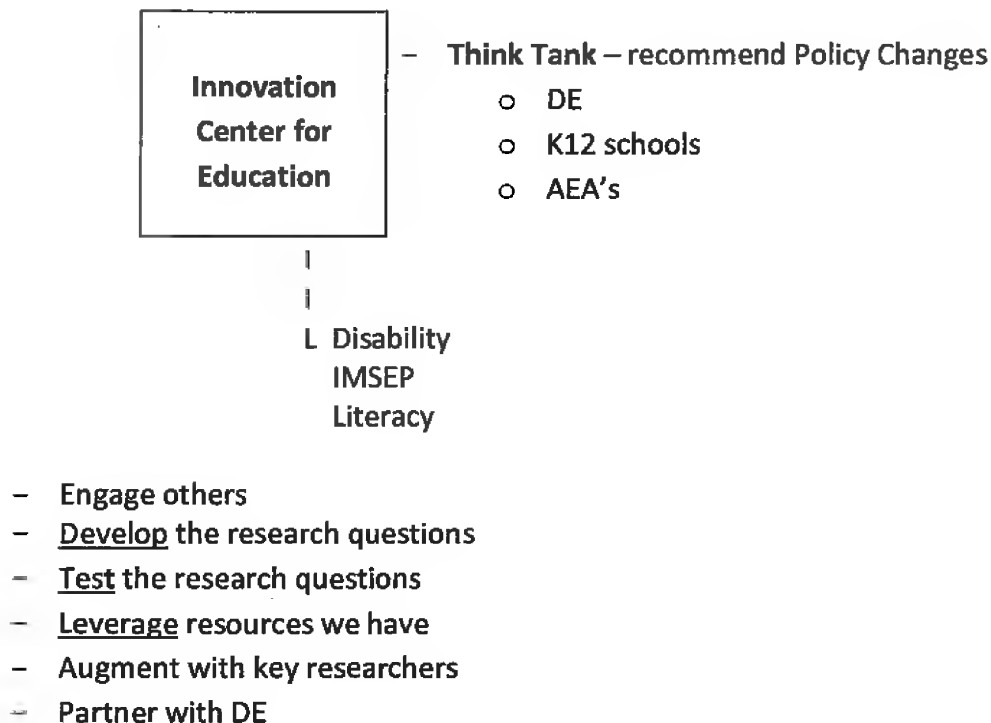 Innovation
Center for
Education
– Think Tank – recommend Policy Changes
o DE
o K12 schools
o AEA's
L Disability
IMSEP
Literacy
– Engage others
– Develop the research questions
– Test the research questions
– Leverage resources we have
– Augment with key researchers
– Partner with DE